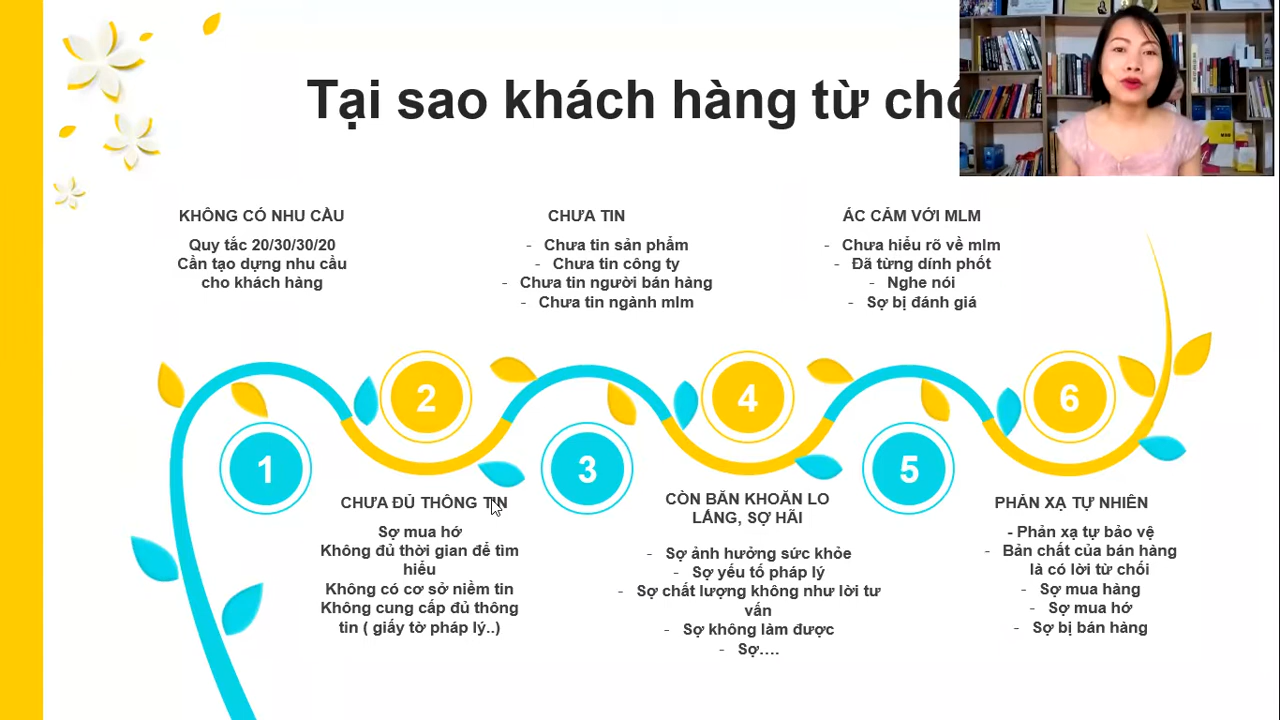 Tại sao khách hàng từ
KHÔNG CÓ NHU CẦU
Quy tắc 20/30/30/20
Cần tạo dựng nhu cầu
cho khách hàng
CHƯA TIN
- Chưa tin sản phẩm
- Chưa tin công ty
- Chưa tin người bán hàng
- Chưa tin ngành mlm
ÁC CẢM VỚI MLM
- Chưa hiểu rõ về mlm
- Đã từng dính phốt
- Nghe nói
- Sợ bị đánh giá
1
2
3
4
5
6
CHƯA ĐỦ THÔNG TIN
Sợ mua hớ
Không đủ thời gian để tìm
hiểu
Không có cơ sở niềm tin
Không cung cấp đủ thông
tin ( giấy tờ pháp lý..)
CÒN BĂN KHOĂN LO
LẮNG, SỢ HÃI
- Sợ ảnh hưởng sức khỏe
- Sợ yếu tố pháp lý
- Sợ chất lượng không như lời tư
vấn
- Sợ không làm được
- Sợ....
PHẢN XẠ TỰ NHIÊN
- Phản xạ tự bảo vệ
- Bản chất của bán hàng
là có lời từ chối
- Sợ mua hàng
- Sợ mua hớ
- Sợ bị bán hàng